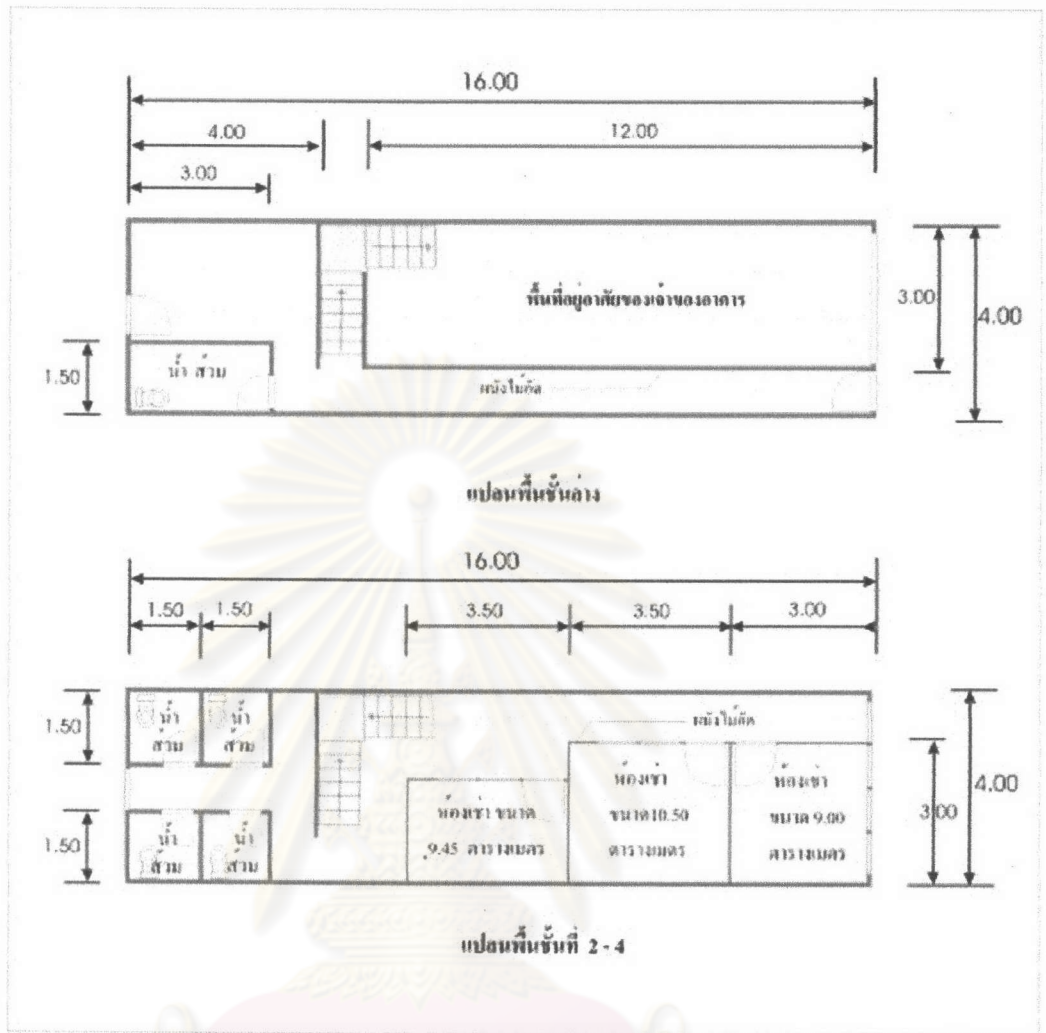 16.00
4.00 12.00
3.00
พื้นที่อยู่อาศัยของเจ้าของอาคาร
3.00
4.00
1.50
น้ำ ส้วม
ผนังไม้อัด
แปลนพื้นชั้นล่าง
16.00
1.50 1.50 3.50 3.50 3.00
1.50
น้ำ
ส้วม
น้ำ
ส้วม
ผนังไม้อัด
ห้องเช่า
ขนาด10.50
ตารางเมตร
ห้องเช่า
ขนาด 9.00
ตารางเมตร
ห้องเช่า ขนาด
9.45 ตารางเมตร
3.00
4.00
1.50
น้ำ
ส้วม
น้ำ
ส้วม
แปลนพื้นชั้นที่ 2 - 4